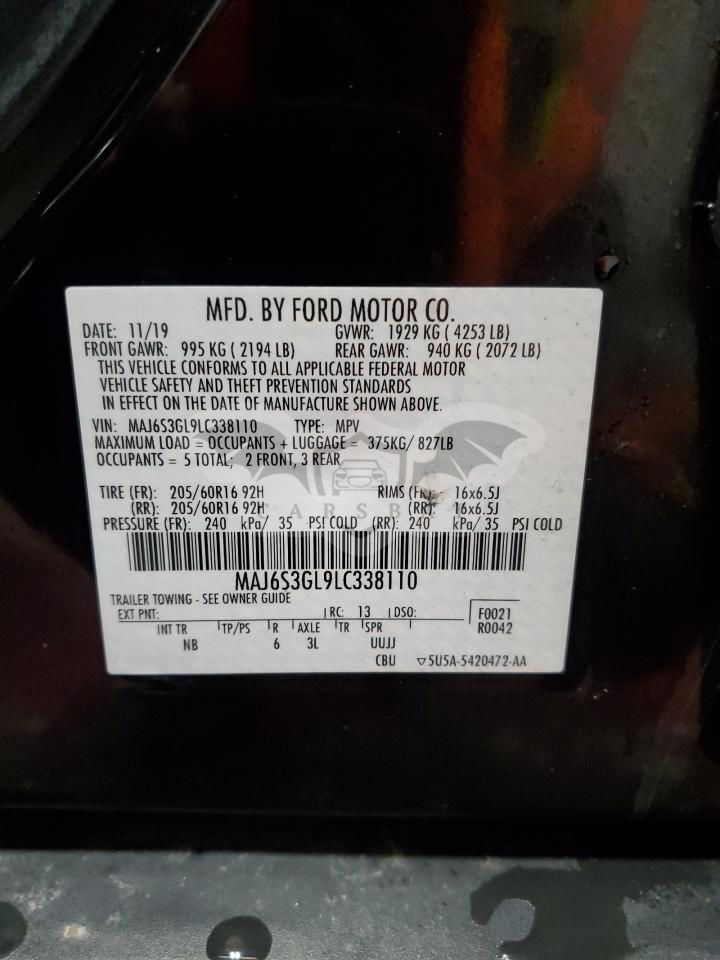 MFD. BY FORD MOTOR CO.
DATE: 11/19 GVWR: 1929 KG ( 4253 LB)
FRONT GAWR: 995 KG ( 2194 LB) REAR GAWR: 940 KG ( 2072 LB)
THIS VEHICLE CONFORMS TO ALL APPLICABLE FEDERAL MOTOR
VEHICLE SAFETY AND THEFT PREVENTION STANDARDS
IN EFFECT ON THE DATE OF MANUFACTURE SHOWN ABOVE.
VIN: MAJ6S3GL9LC338110 TYPE: MPV
MAXIMUM LOAD = OCCUPANTS + LUGGAGE = 375KG/ 827LB
OCCUPANTS = 5 TOTAL; 2 FRONT, 3 REAR
TIRE (FR): 205/60R16 92H RIMS (FR): 16x6.5J
(RR): 205/60R16 92H (RR): 16x6.5J
PRESSURE (FR): 240 kPa/ 35 PSI COLD (RR): 240 kPa/ 35 PSI COLD
MAJ6S3GL9LC338110
TRAILER TOWING - SEE OWNER GUIDE
EXT PNT: RC: 13 DSO: F0021
INT TR TP/PS R AXLE TR SPR R0042
NB 6 3L UUJJ
CBU ▽5U5A-5420472-AA